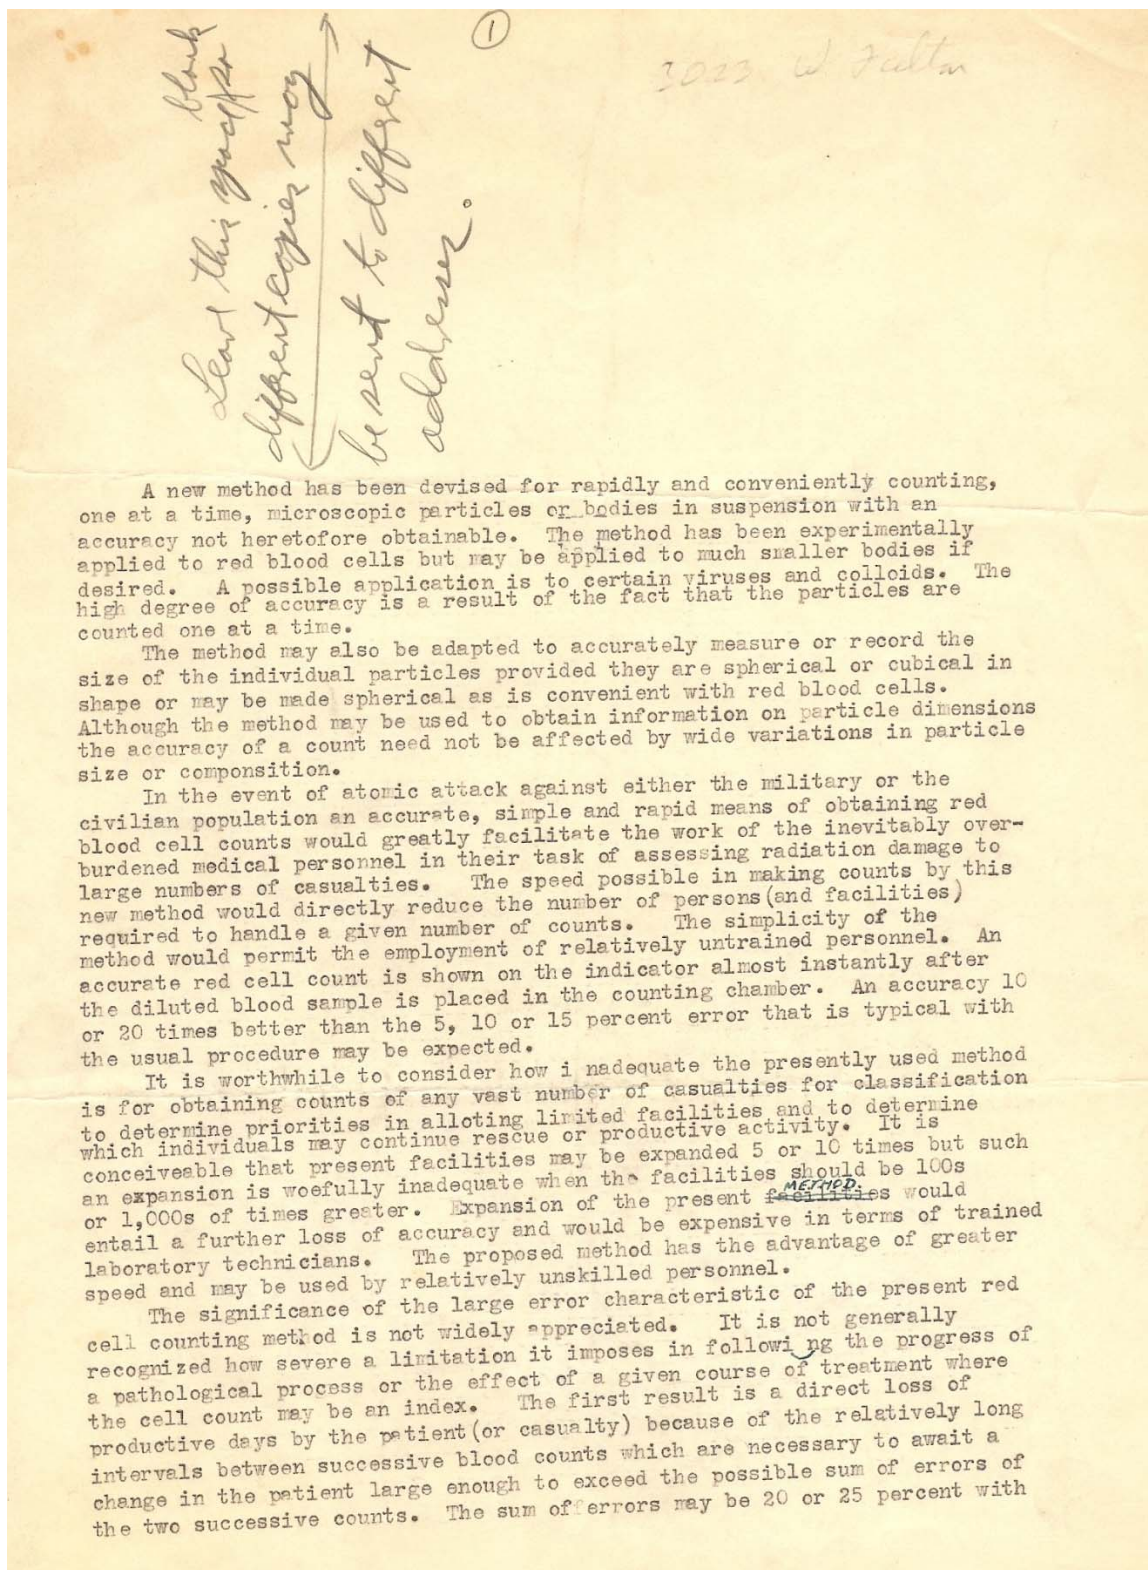 ①
3023 W Fulton
Leave this space blank so
different copies may
be sent to different
addresses.
A new method has been devised for rapidly and conveniently counting,
one at a time, microscopic particles or bodies in suspension with an
accuracy not heretofore obtainable. The method has been experimentally
applied to red blood cells but may be applied to much smaller bodies if
desired. A possible application is to certain viruses and colloids. The
high degree of accuracy is a result of the fact that the particles are
counted one at a time.
The method may also be adapted to accurately measure or record the
size of the individual particles provided they are spherical or cubical in
shape or may be made spherical as is convenient with red blood cells.
Although the method may be used to obtain information on particle dimensions
the accuracy of a count need not be affected by wide variations in particle
size or componsition.
In the event of atomic attack against either the military or the
civilian population an accurate, simple and rapid means of obtaining red
blood cell counts would greatly facilitate the work of the inevitably over-
burdened medical personnel in their task of assessing radiation damage to
large numbers of casualties. The speed possible in making counts by this
new method would directly reduce the number of persons(and facilities)
required to handle a given number of counts. The simplicity of the
method would permit the employment of relatively untrained personnel. An
accurate red cell count is shown on the indicator almost instantly after
the diluted blood sample is placed in the counting chamber. An accuracy 10
or 20 times better than the 5, 10 or 15 percent error that is typical with
the usual procedure may be expected.
It is worthwhile to consider how i nadequate the presently used method
is for obtaining counts of any vast number of casualties for classification
to determine priorities in alloting limited facilities and to determine
which individuals may continue rescue or productive activity. It is
conceiveable that present facilities may be expanded 5 or 10 times but such
an expansion is woefully inadequate when the facilities should be 100s
METHOD.
or 1,000s of times greater. Expansion of the present facilities would
entail a further loss of accuracy and would be expensive in terms of trained
laboratory technicians. The proposed method has the advantage of greater
speed and may be used by relatively unskilled personnel.
The significance of the large error characteristic of the present red
cell counting method is not widely appreciated. It is not generally
recognized how severe a limitation it imposes in followi ng the progress of
a pathological process or the effect of a given course of treatment where
the cell count may be an index. The first result is a direct loss of
productive days by the patient(or casualty) because of the relatively long
intervals between successive blood counts which are necessary to await a
change in the patient large enough to exceed the possible sum of errors of
the two successive counts. The sum of errors may be 20 or 25 percent with